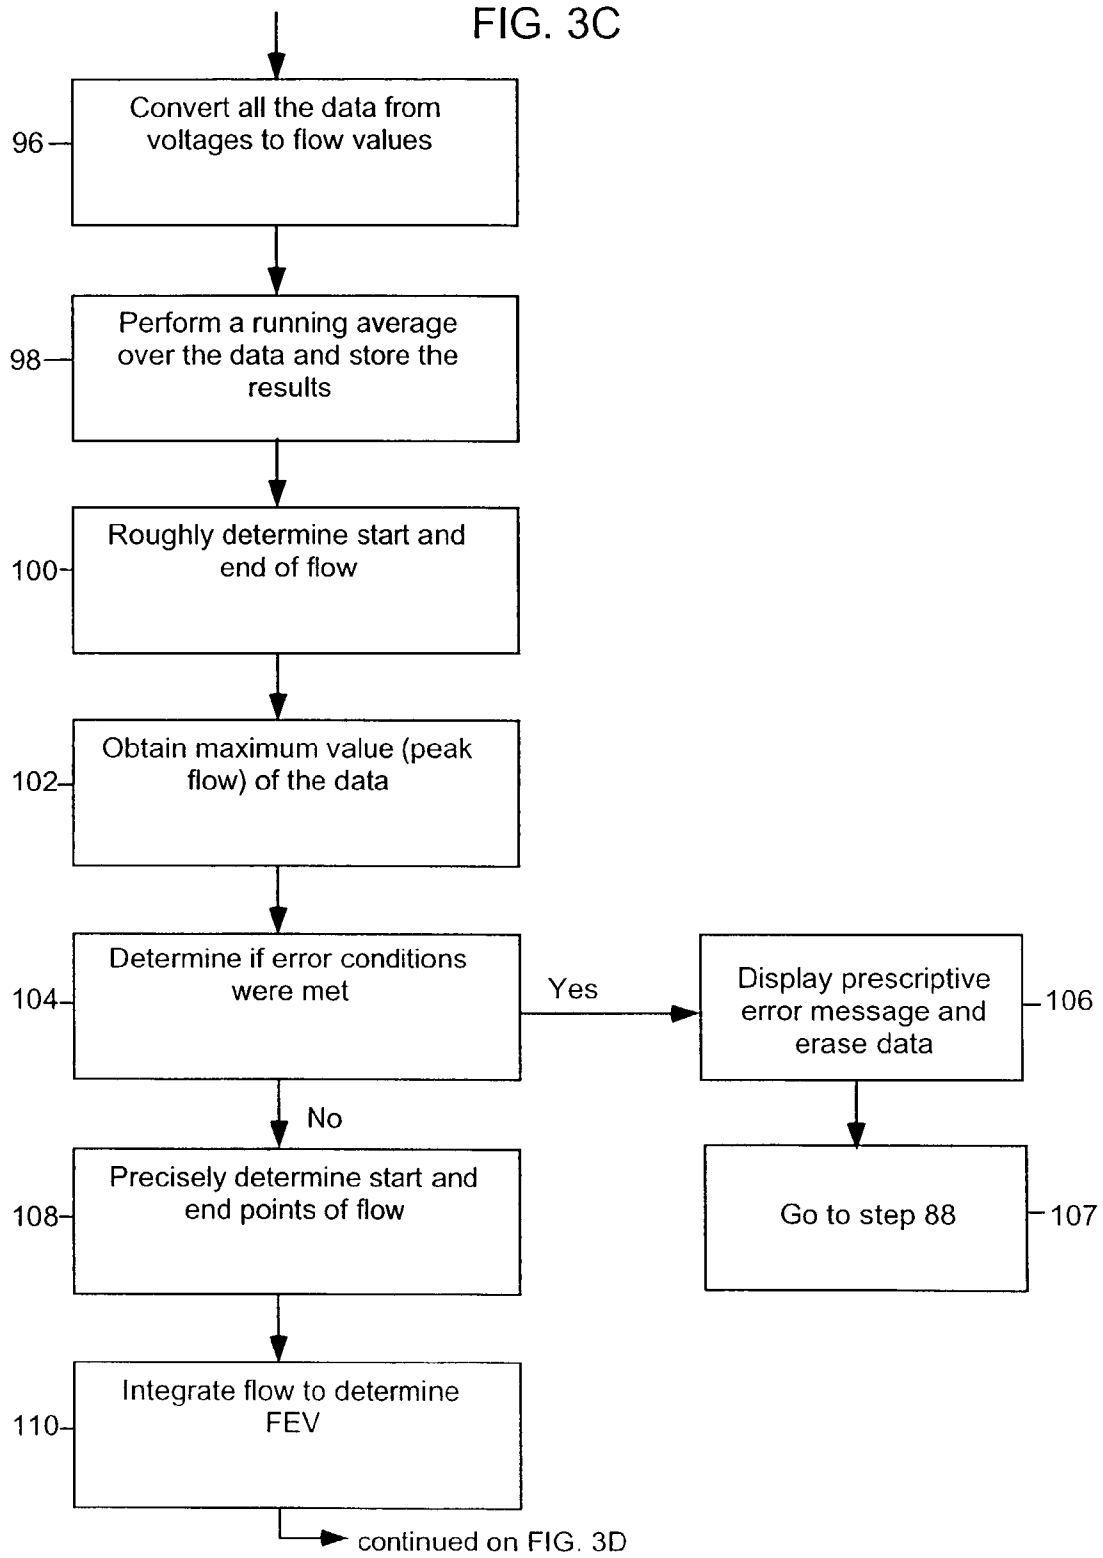 FIG. 3C
Convert all the data from
voltages to flow values
96
Perform a running average
over the data and store the
results
98
Roughly determine start and
end of flow
100
Obtain maximum value (peak
flow) of the data
102
Determine if error conditions
were met
104
Yes
Display prescriptive
error message and
erase data
106
No
Go to step 88
107
Precisely determine start and
end points of flow
108
Integrate flow to determine
FEV
110
continued on FIG. 3D